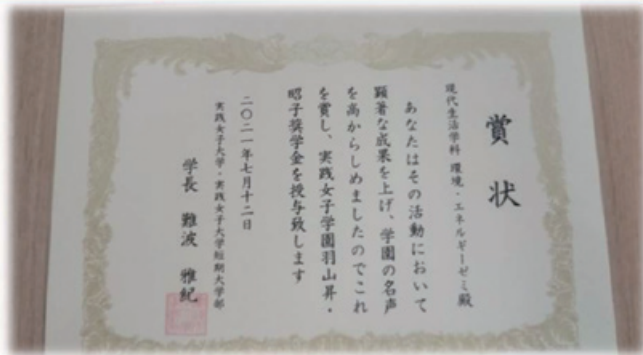 賞状
現代生活学科 環境・エネルギーゼミ殿
あなたはその活動において
顕著な成果を上げ、学園の名声
を高からしめましたのでこれ
を賞し、実践女子学園羽山昇・
昭子奨学金を授与致します
二〇二一年七月十二日
実践女子大学・実践女子大学短期大学部
学長 難波 雅紀